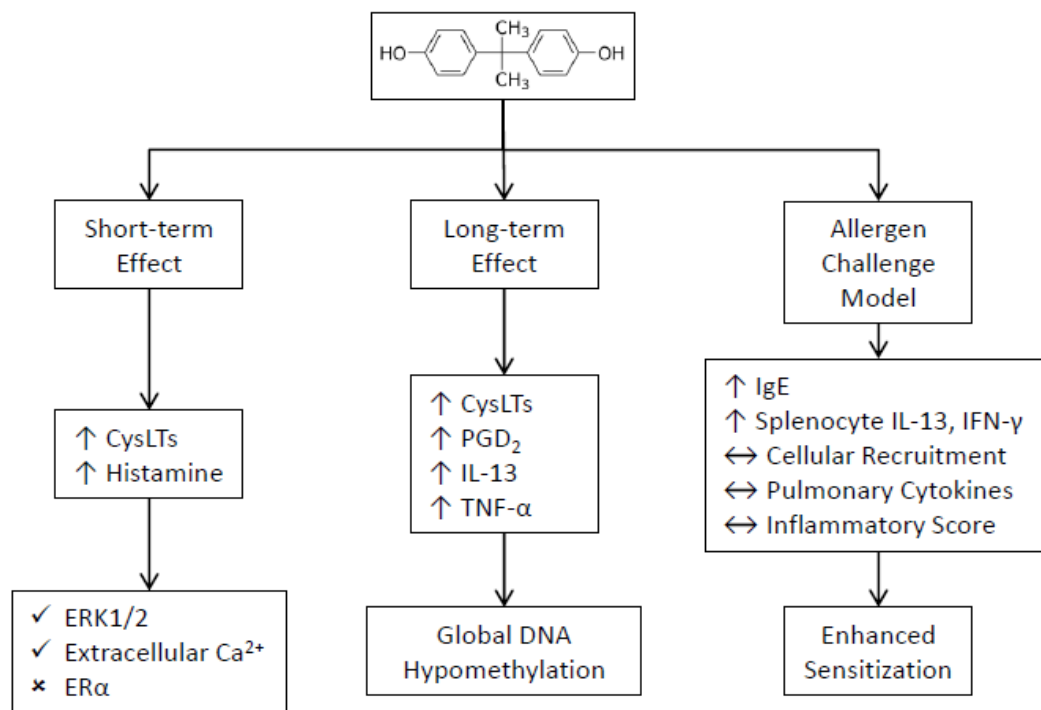 CH₃
HO
OH
CH₃
Short-term
Effect
Long-term
Effect
Allergen
Challenge
Model
↑ CysLTs
↑ Histamine
↑ CysLTs
↑ PGD₂
↑ IL-13
↑ TNF-α
↑ IgE
↑ Splenocyte IL-13, IFN-γ
↔ Cellular Recruitment
↔ Pulmonary Cytokines
↔ Inflammatory Score
✓ ERK1/2
✓ Extracellular Ca²⁺
✖ ERα
Global DNA
Hypomethylation
Enhanced
Sensitization